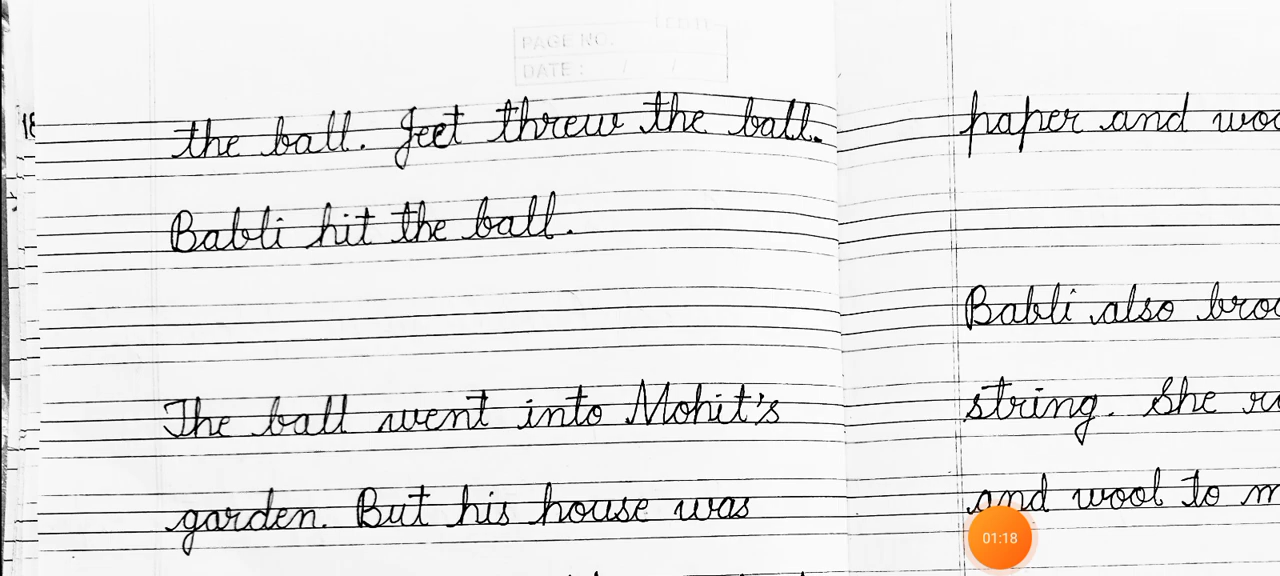 PAGE NO.
DATE : / /
the ball. Jeet threw the ball.
Babli hit the ball.
The ball went into Mohit's
garden. But his house was
paper and
Babli also
string. She
and wool to
01:18